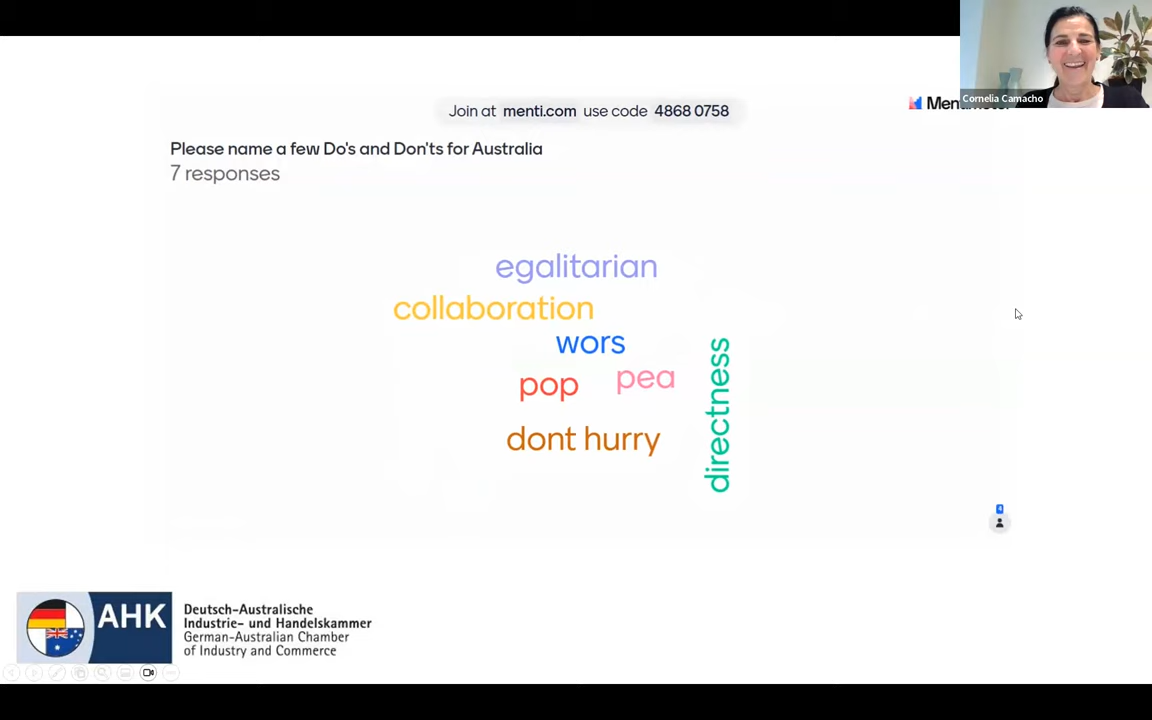 Cornelia Camacho
Join at menti.com use code 4868 0758
Please name a few Do's and Don'ts for Australia
7 responses
egalitarian
collaboration
wors
pop
pea
directness
dont hurry
4
AHK
Deutsch-Australische
Industrie- und Handelskammer
German-Australian Chamber
of Industry and Commerce